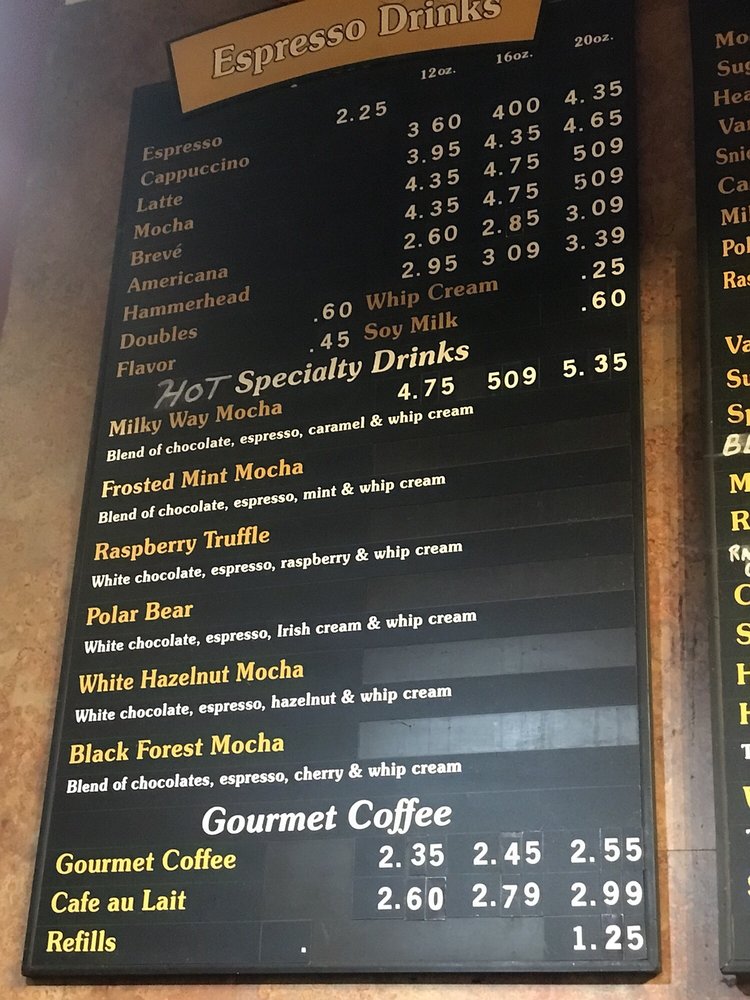 Espresso Drinks
12oz. 16oz. 20oz.
Espresso 2.25
Cappuccino 3 60 400 4.35
Latte 3.95 4.35 4.65
Mocha 4.35 4.75 509
Brevé 4.35 4.75 509
Americana 2.60 2.85 3.09
Hammerhead 2.95 3 09 3.39
Doubles .60 Whip Cream .25
Flavor .45 Soy Milk .60
HOT Specialty Drinks
Milky Way Mocha 4.75 509 5.35
Blend of chocolate, espresso, caramel & whip cream
Frosted Mint Mocha
Blend of chocolate, espresso, mint & whip cream
Raspberry Truffle
White chocolate, espresso, raspberry & whip cream
Polar Bear
White chocolate, espresso, Irish cream & whip cream
White Hazelnut Mocha
White chocolate, espresso, hazelnut & whip cream
Black Forest Mocha
Blend of chocolates, espresso, cherry & whip cream
Gourmet Coffee
Gourmet Coffee 2.35 2.45 2.55
Cafe au Lait 2.60 2.79 2.99
Refills . 1.25